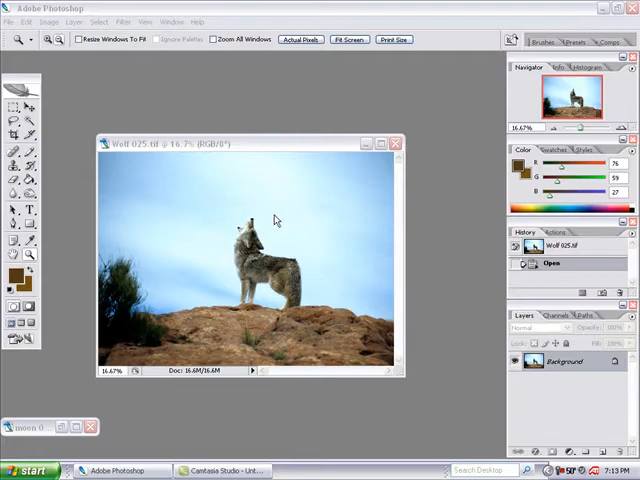 Adobe Photoshop
File Edit Image Layer Select Filter View Window Help
Resize Windows To Fit Ignore Palettes Zoom All Windows Actual Pixels Fit Screen Print Size
Brushes Presets Comps
Navigator Info Histogram
16.67%
Color Swatches Styles
R 76
G 59
B 27
History Actions
Wolf 025.tif
Open
Layers Channels Paths
Normal Opacity: 100%
Lock: Fill: 100%
Background
Wolf 025.tif @ 16.7% (RGB/8*)
16.67% Doc: 16.6M/16.6M
moon 0...
start Adobe Photoshop Camtasia Studio - Unt... Search Desktop 50° 7:13 PM